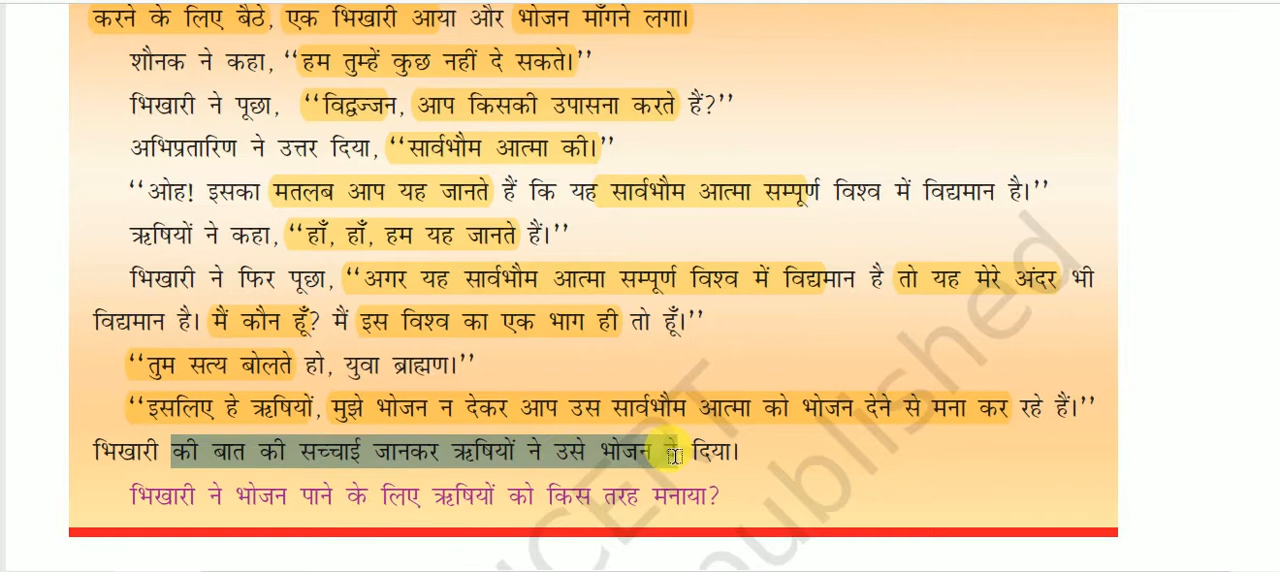 करने के लिए बैठे, एक भिखारी आया और भोजन माँगने लगा।
शौनक ने कहा, “हम तुम्हें कुछ नहीं दे सकते।”
भिखारी ने पूछा, “विद्वज्जन, आप किसकी उपासना करते हैं?”
अभिप्रतारिण ने उत्तर दिया, “सार्वभौम आत्मा की।”
“ओह! इसका मतलब आप यह जानते हैं कि यह सार्वभौम आत्मा सम्पूर्ण विश्व में विद्यमान है।”
ऋषियों ने कहा, “हाँ, हाँ, हम यह जानते हैं।”
भिखारी ने फिर पूछा, “अगर यह सार्वभौम आत्मा सम्पूर्ण विश्व में विद्यमान है तो यह मेरे अंदर भी
विद्यमान है। मैं कौन हूँ? मैं इस विश्व का एक भाग ही तो हूँ।”
“तुम सत्य बोलते हो, युवा ब्राह्मण।”
“इसलिए हे ऋषियों, मुझे भोजन न देकर आप उस सार्वभौम आत्मा को भोजन देने से मना कर रहे हैं।”
भिखारी की बात की सच्चाई जानकर ऋषियों ने उसे भोजन दे दिया।
भिखारी ने भोजन पाने के लिए ऋषियों को किस तरह मनाया?
NCERT
published